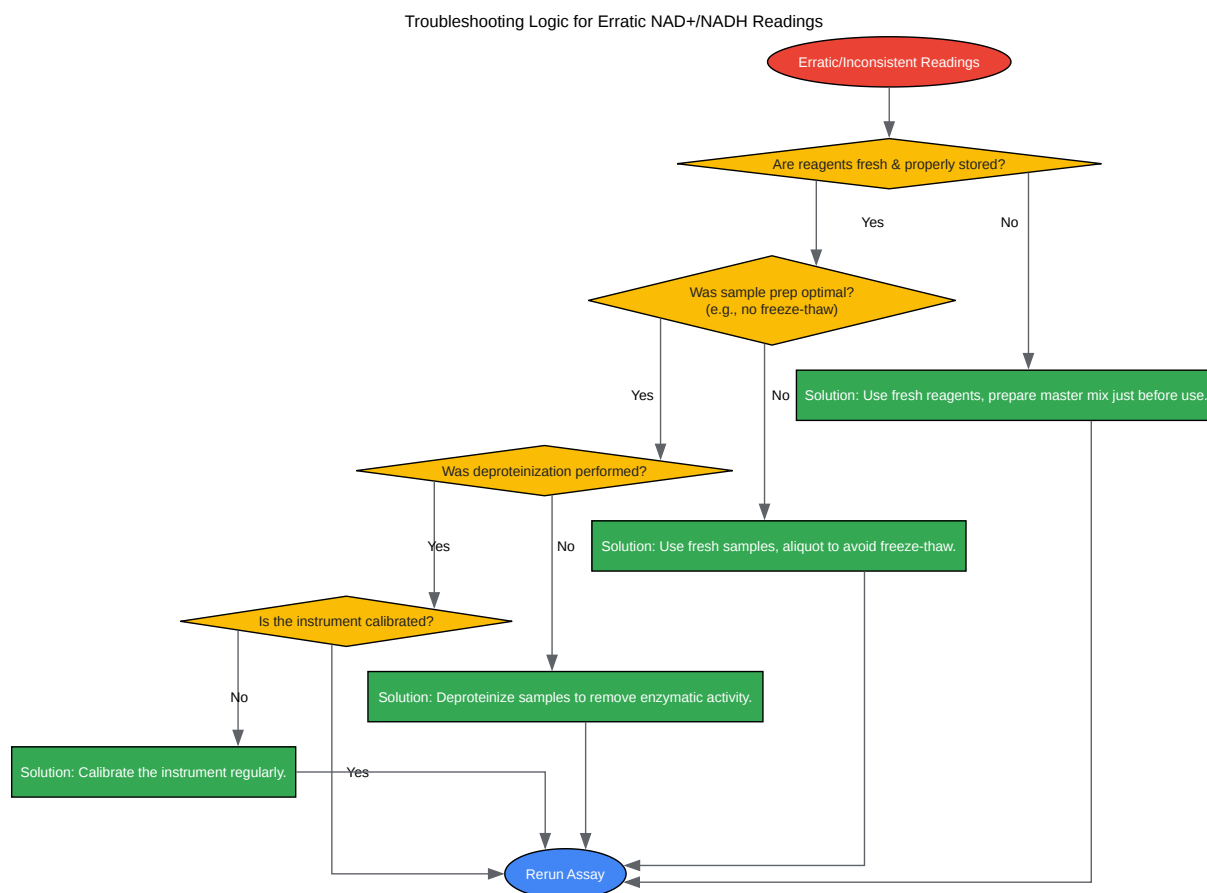 Troubleshooting Logic for Erratic NAD+/NADH Readings
Erratic/Inconsistent Readings
Are reagents fresh & properly stored?
Yes
No
Was sample prep optimal?
(e.g., no freeze-thaw)
Yes
No
Solution: Use fresh reagents, prepare master mix just before use.
Was deproteinization performed?
Yes
No
Solution: Use fresh samples, aliquot to avoid freeze-thaw.
Is the instrument calibrated?
No
Solution: Deproteinize samples to remove enzymatic activity.
Solution: Calibrate the instrument regularly.
Yes
Rerun Assay